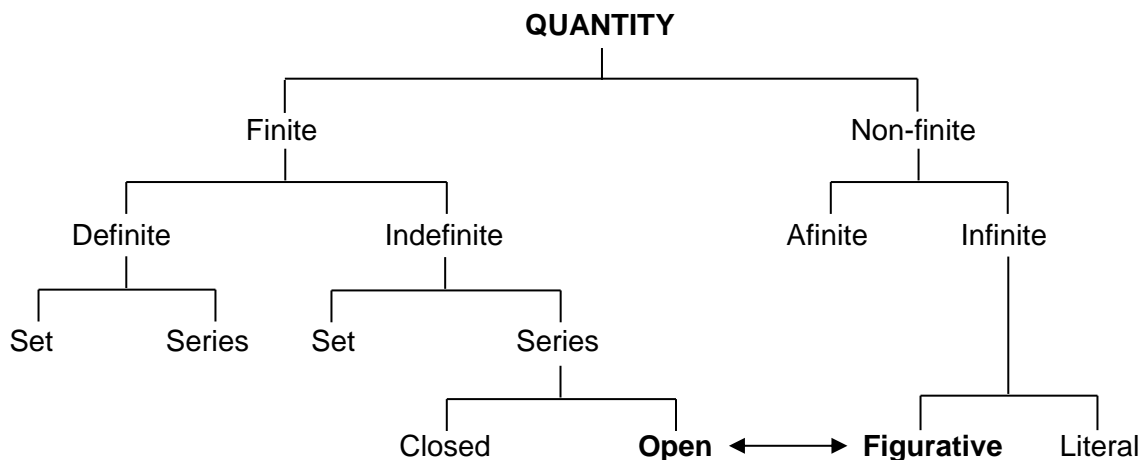 QUANTITY
Finite Non-finite
Definite Indefinite Afinite Infinite
Set Series Set Series
Closed Open Figurative Literal